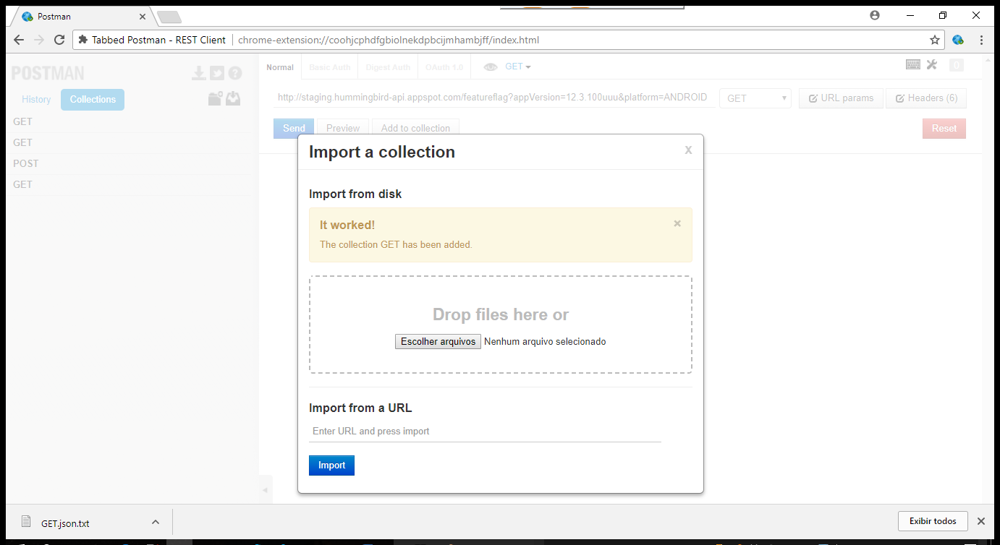 Postman
Tabbed Postman - REST Client chrome-extension://coohjcphdfgbiolnekdpbcijmhambjff/index.html
POSTMAN
Normal Basic Auth Digest Auth OAuth 1.0 GET 0
History Collections
http://staging.hummingbird-api.appspot.com/featureflag?appVersion=12.3.100uuu&platform=ANDROID GET URL params Headers (6)
GET
GET
POST
GET
Send Preview Add to collection Reset
Import a collection X
Import from disk
It worked! ×
The collection GET has been added.
Drop files here or
Escolher arquivos Nenhum arquivo selecionado
Import from a URL
Enter URL and press import
Import
GET.json.txt Exibir todos